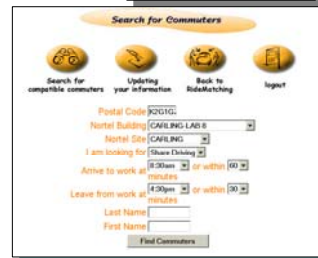 Search for Commuters
Search for compatible commuters
Updating your information
Back to RideMatching
logout
Postal Code K2G1G
Nortel Building CARLING LAB 8
Nortel Site CARLING
I am looking for Share Driving
Arrive to work at 8:30am or within 60 minutes
Leave from work at 4:30pm or within 30 minutes
Last Name
First Name
Find Commuters